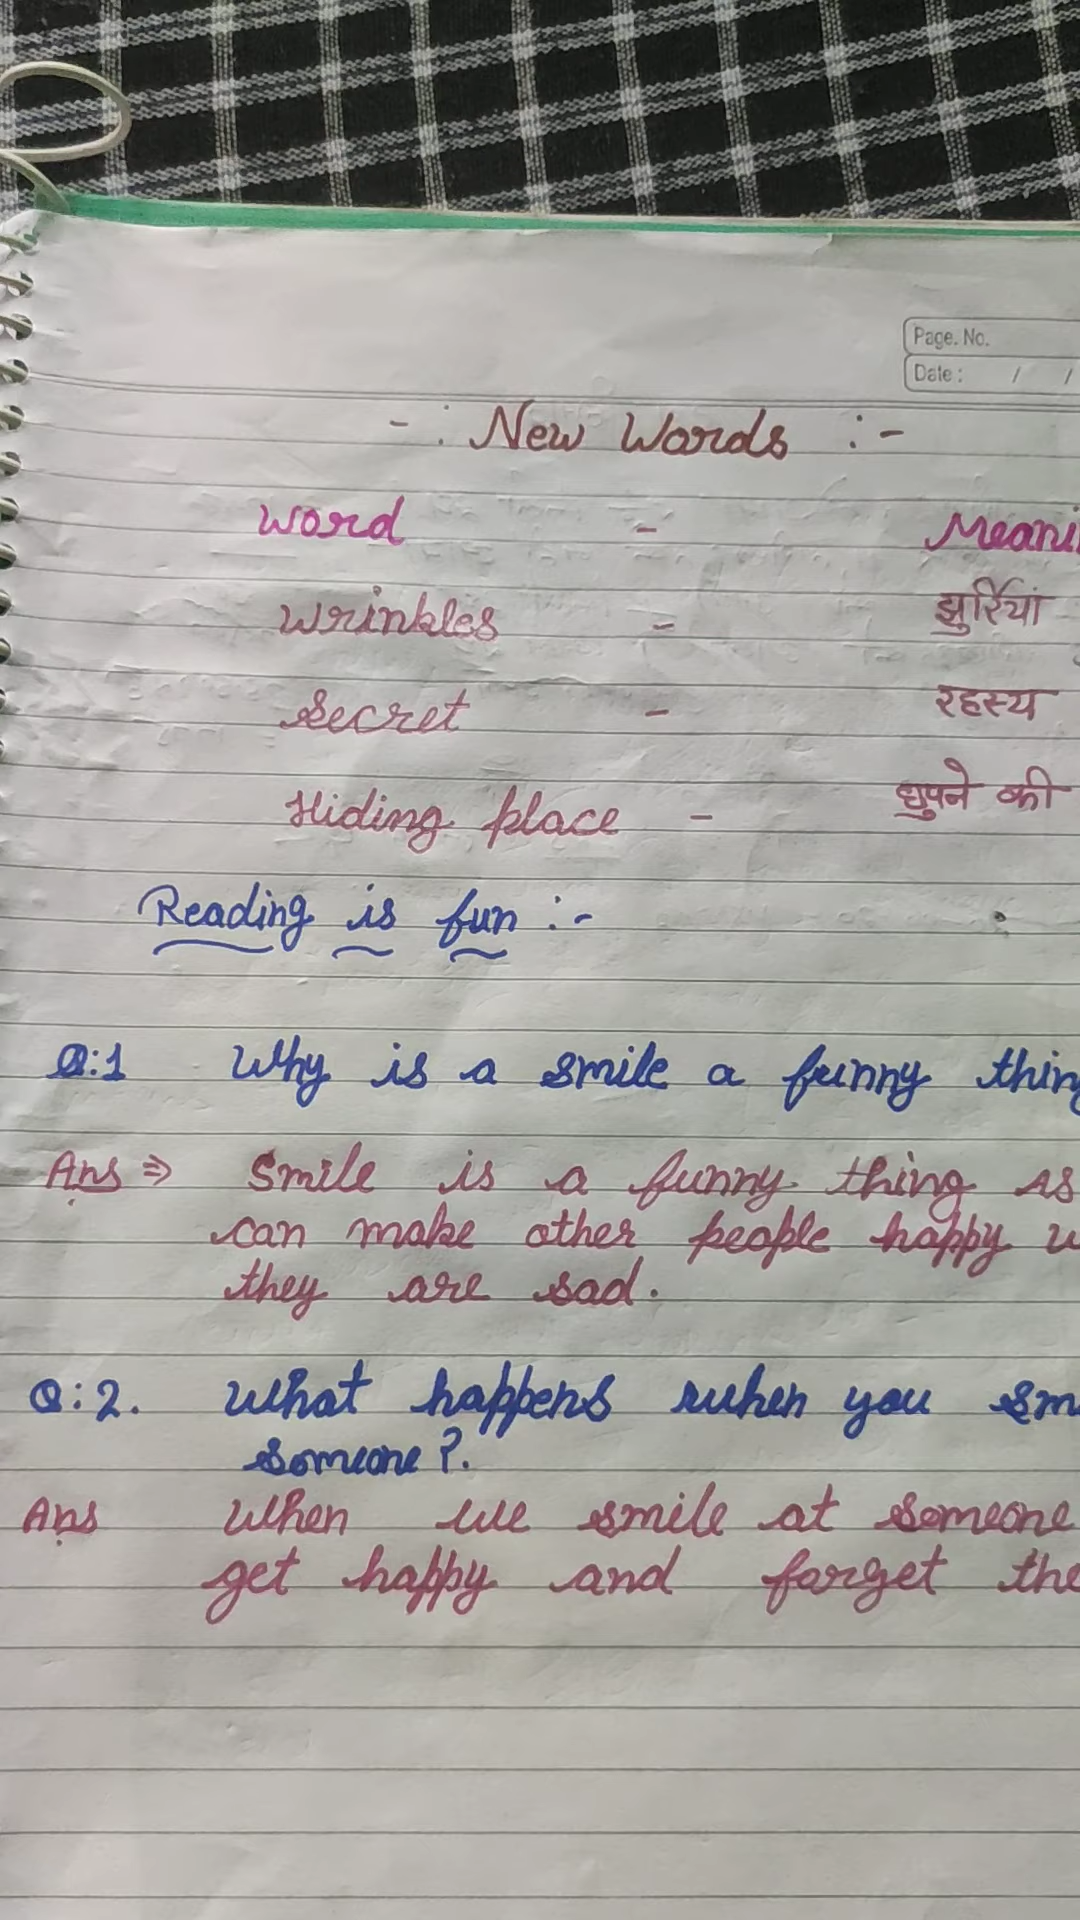 Page. No.
Date : / /
- : New Words : -
Word - Meani
Wrinkles - झुर्रियां
Secret - रहस्य
Hiding place - छुपने की
Reading is fun :-
Q:1 Why is a smile a funny thing
Ans ⇒ Smile is a funny thing as
can make other people happy
they are sad.
Q:2. What happens when you sm
someone?.
Ans When we smile at someone
get happy and forget the